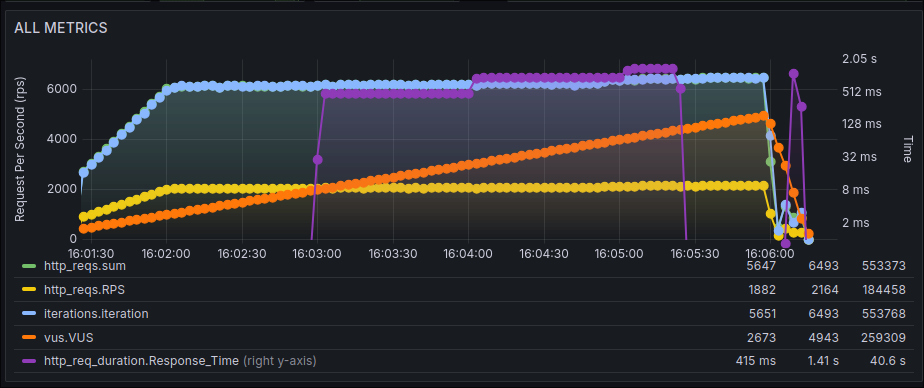 ALL METRICS
Request Per Second (rps)
6000
4000
2000
0
2.05 s
512 ms
128 ms
32 ms
8 ms
2 ms
Time
16:01:30 16:02:00 16:02:30 16:03:00 16:03:30 16:04:00 16:04:30 16:05:00 16:05:30 16:06:00
http_reqs.sum 5647 6493 553373
http_reqs.RPS 1882 2164 184458
iterations.iteration 5651 6493 553768
vus.VUS 2673 4943 259309
http_req_duration.Response_Time (right y-axis) 415 ms 1.41 s 40.6 s